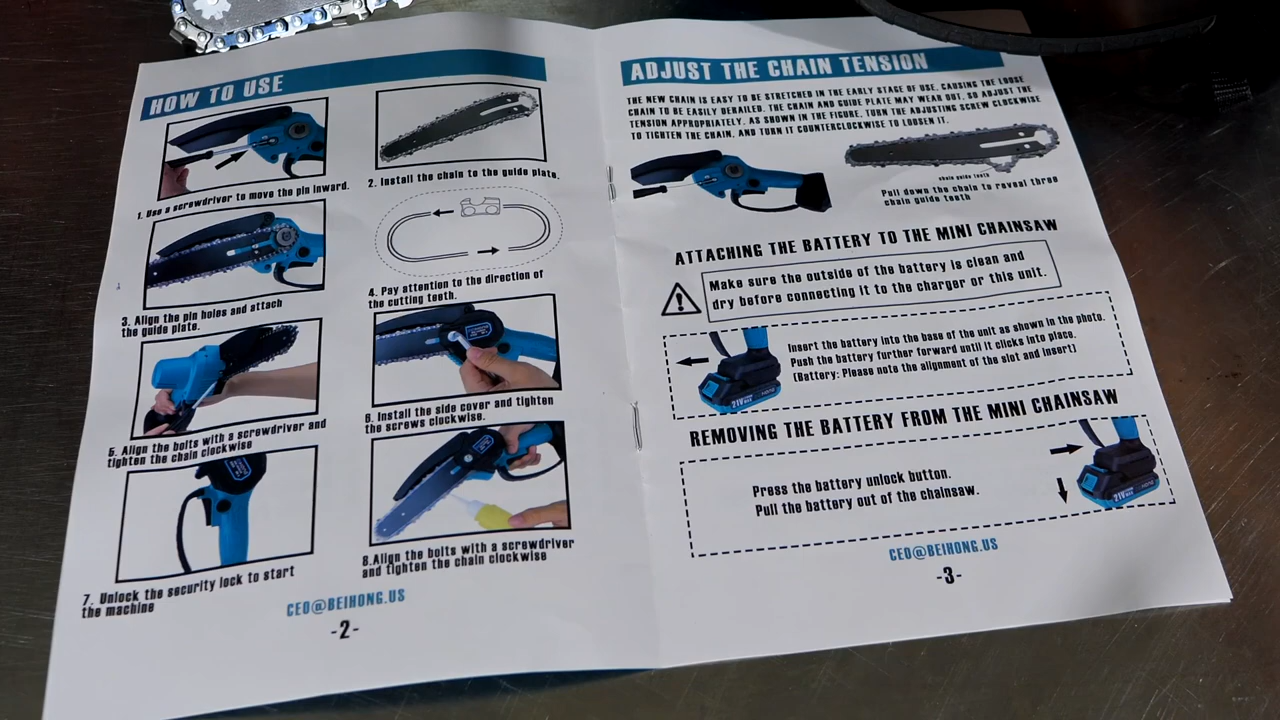 HOW TO USE
1. Use a screwdriver to move the pin inward.
2. Install the chain to the guide plate.
3. Align the pin holes and attach
the guide plate.
4. Pay attention to the direction of
the cutting teeth.
5. Align the bolts with a screwdriver and
tighten the chain clockwise
6. Install the side cover and tighten
the screws clockwise.
7. Unlock the security lock to start
the machine
8.Align the bolts with a screwdriver
and tighten the chain clockwise
CEO@BEIHONG.US
-2-
ADJUST THE CHAIN TENSION
THE NEW CHAIN IS EASY TO BE STRETCHED IN THE EARLY STAGE OF USE, CAUSING THE LOOSE
CHAIN TO BE EASILY DERAILED. THE CHAIN AND GUIDE PLATE MAY WEAR OUT, SO ADJUST THE
TENSION APPROPRIATELY, AS SHOWN IN THE FIGURE, TURN THE ADJUSTING SCREW CLOCKWISE
TO TIGHTEN THE CHAIN, AND TURN IT COUNTERCLOCKWISE TO LOOSEN IT.
chain guide teeth
Pull down the chain to reveal three
chain guide teeth
ATTACHING THE BATTERY TO THE MINI CHAINSAW
Make sure the outside of the battery is clean and
dry before connecting it to the charger or this unit.
Insert the battery into the base of the unit as shown in the photo.
Push the battery further forward until it clicks into place.
(Battery: Please note the alignment of the slot and insert)
21V
REMOVING THE BATTERY FROM THE MINI CHAINSAW
Press the battery unlock button.
Pull the battery out of the chainsaw.
21V
CEO@BEIHONG.US
-3-